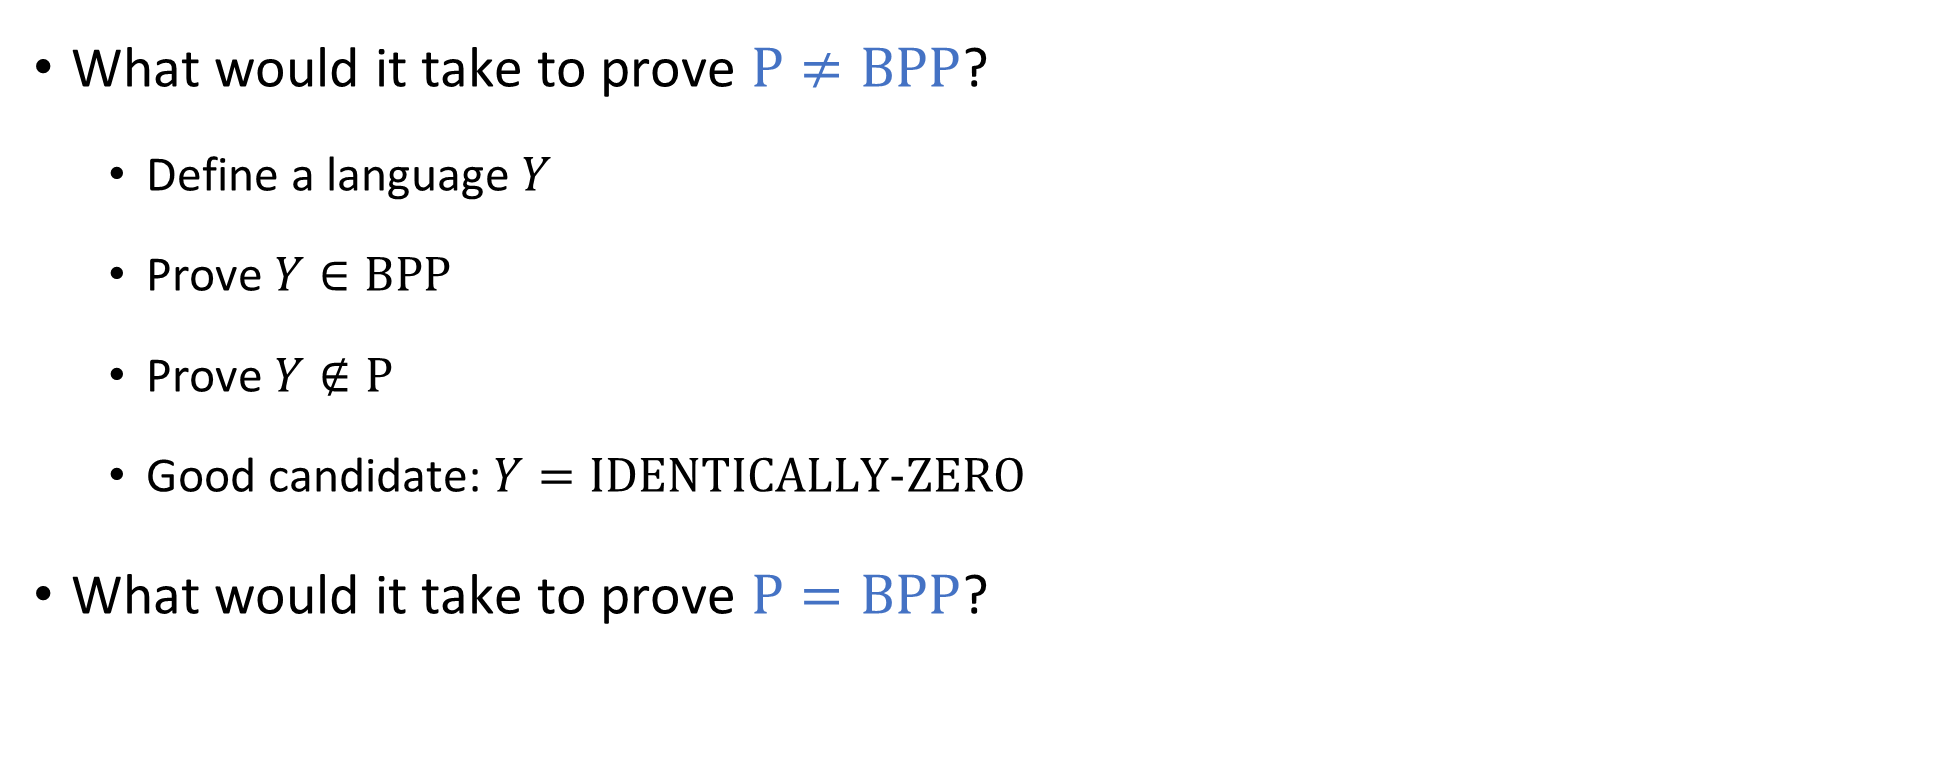 • What would it take to prove P ≠ BPP?
• Define a language Y
• Prove Y ∈ BPP
• Prove Y ∉ P
• Good candidate: Y = IDENTICALLY-ZERO
• What would it take to prove P = BPP?